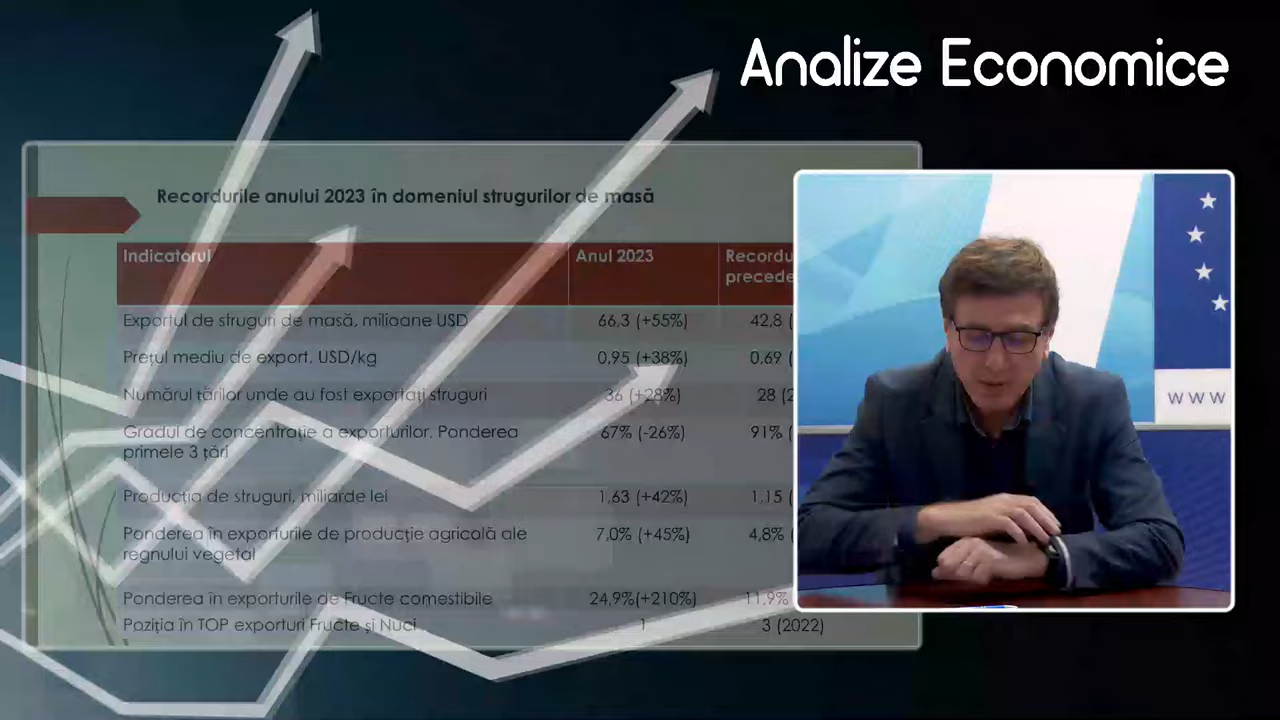 Analize Economice
Recordurile anului 2023 în domeniul strugurilor de masă
Indicatorul Anul 2023
Exportul de struguri de masă, milioane USD 66,3 (+55%) 42,8 (
Prețul mediu de export, USD/kg 0,95 (+38%) 0,69 (
Numărul țărilor unde au fost exportați struguri 36 (+28%) 28 (2
Gradul de concentrație a exporturilor. Ponderea 67% (-26%) 91% (
primele 3 țări
Producția de struguri, miliarde lei 1,63 (+42%) 1,15 (
Ponderea în exporturile de producție agricolă ale 7,0% (+45%) 4,8% (
regnului vegetal
Ponderea în exporturile de Fructe comestibile 24,9%(+210%) 11,9%
Poziția în TOP exporturi Fructe și Nuci 1 3 (2022)
WWW